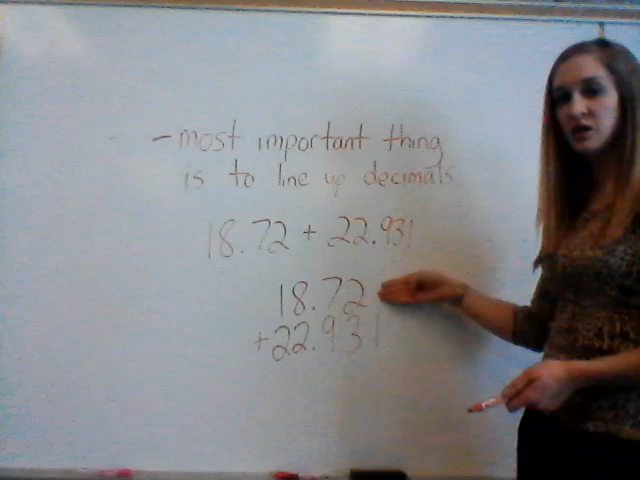 - most important thing
is to line up decimals
18.72 + 22.931
18.72
+22.931